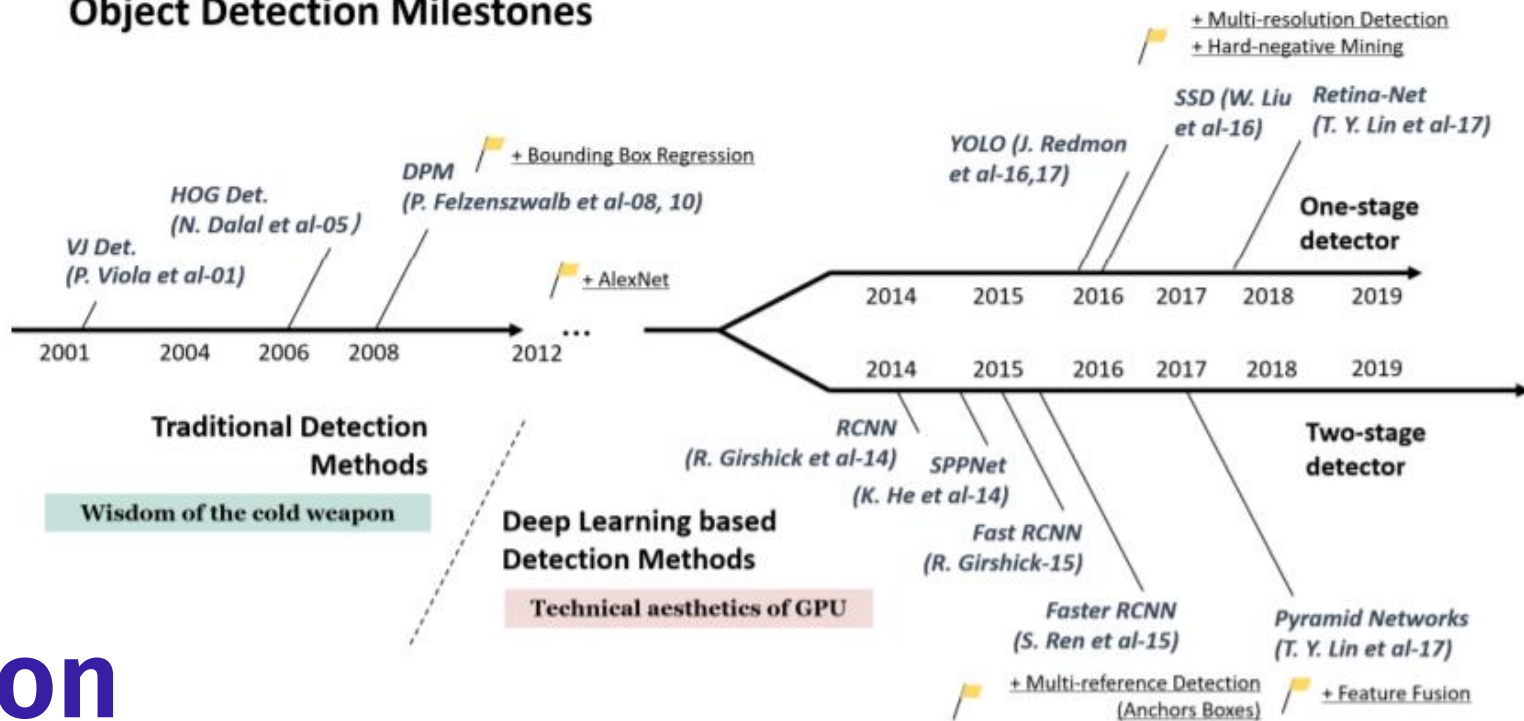 Object Detection Milestones
+ Multi-resolution Detection
+ Hard-negative Mining
SSD (W. Liu
et al-16)
Retina-Net
(T. Y. Lin et al-17)
YOLO (J. Redmon
et al-16,17)
+ Bounding Box Regression
DPM
(P. Felzenszwalb et al-08, 10)
HOG Det.
(N. Dalal et al-05)
VJ Det.
(P. Viola et al-01)
+ AlexNet
One-stage
detector
2014 2015 2016 2017 2018 2019
2001 2004 2006 2008 2012 ...
2014 2015 2016 2017 2018 2019
Traditional Detection
Methods
Wisdom of the cold weapon
Deep Learning based
Detection Methods
Technical aesthetics of GPU
RCNN
(R. Girshick et al-14)
SPPNet
(K. He et al-14)
Fast RCNN
(R. Girshick-15)
Faster RCNN
(S. Ren et al-15)
+ Multi-reference Detection
(Anchors Boxes)
Two-stage
detector
Pyramid Networks
(T. Y. Lin et al-17)
+ Feature Fusion
on